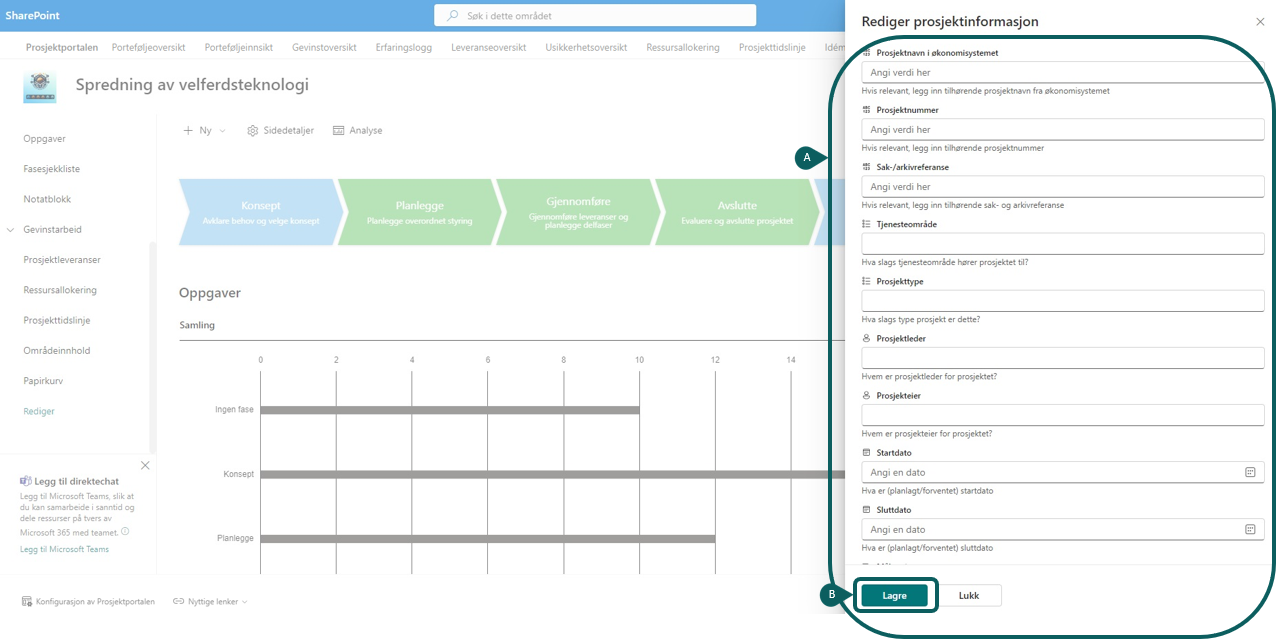 SharePoint
Søk i dette området
Prosjektportalen Porteføljeoversikt Porteføljeinnsikt Gevinstoversikt Erfaringslogg Leveranseoversikt Usikkerhetsoversikt Ressursallokering Prosjekttidslinje Idém
Spredning av velferdsteknologi
Ny Sidedetaljer Analyse
Oppgaver
Fasesjekkliste
Notatblokk
Gevinstarbeid
Prosjektleveranser
Ressursallokering
Prosjekttidslinje
Områdeinnhold
Papirkurv
Rediger
Legg til direktechat
Legg til Microsoft Teams, slik at
du kan samarbeide i sanntid og
dele ressurser på tvers av
Microsoft 365 med teamet.
Legg til Microsoft Teams
Konfigurasjon av Prosjektportalen Nyttige lenker
Konsept
Avklare behov og velge konsept
Planlegge
Planlegge overordnet styring
Gjennomføre
Gjennomføre leveranser og
planlegge delfaser
Avslutte
Evaluere og avslutte prosjektet
Oppgaver
Samling
0 2 4 6 8 10 12 14
Ingen fase
Konsept
Planlegge
Rediger prosjektinformasjon
Prosjektnavn i økonomisystemet
Angi verdi her
Hvis relevant, legg inn tilhørende prosjektnavn fra økonomisystemet
Prosjektnummer
Angi verdi her
Hvis relevant, legg inn tilhørende prosjektnummer
A
Sak-/arkivreferanse
Angi verdi her
Hvis relevant, legg inn tilhørende sak- og arkivreferanse
Tjenesteområde
Hva slags tjenesteområde hører prosjektet til?
Prosjekttype
Hva slags type prosjekt er dette?
Prosjektleder
Hvem er prosjektleder for prosjektet?
Prosjekteier
Hvem er prosjekteier for prosjektet?
Startdato
Angi en dato
Hva er (planlagt/forventet) startdato
Sluttdato
Angi en dato
Hva er (planlagt/forventet) sluttdato
B
Lagre Lukk